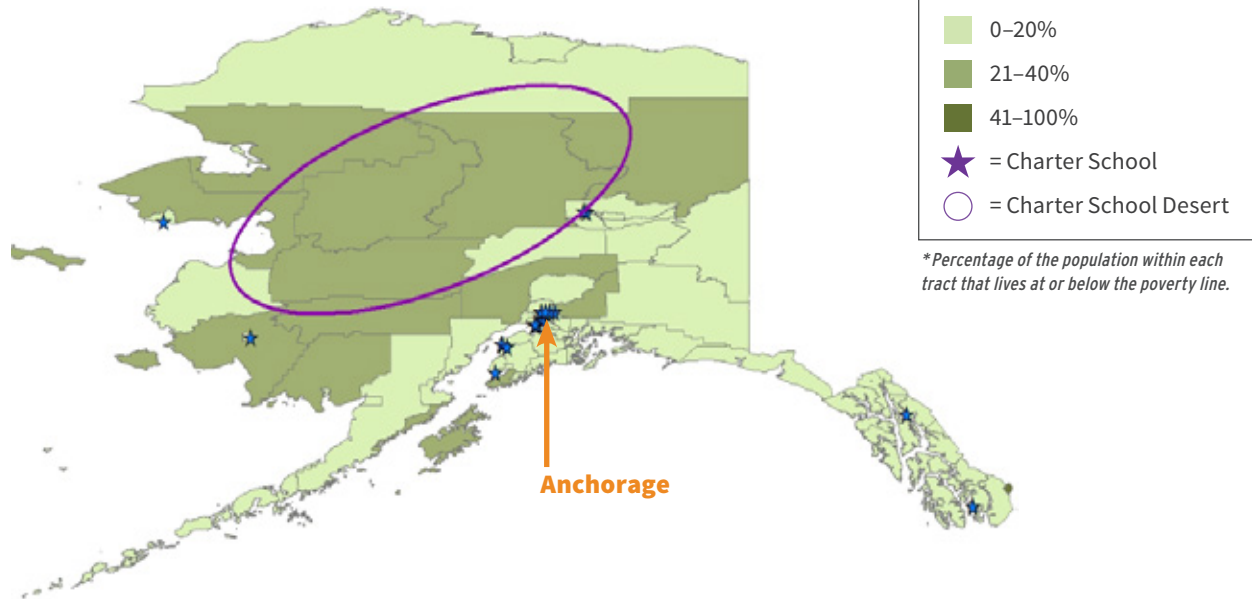 0–20%
21–40%
41–100%
= Charter School
= Charter School Desert
*Percentage of the population within each
tract that lives at or below the poverty line.
Anchorage